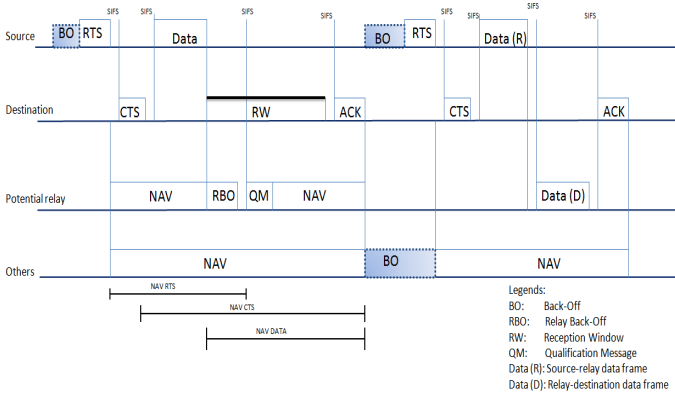 SIFS SIFS SIFS SIFS SIFS SIFS SIFS SIFS
Source BO RTS Data BO RTS Data (R)
Destination CTS RW ACK CTS ACK
Potential relay NAV RBO QM NAV Data (D)
Others NAV BO NAV
NAV RTS
NAV CTS
NAV DATA
Legends:
BO: Back-Off
RBO: Relay Back-Off
RW: Reception Window
QM: Qualification Message
Data (R): Source-relay data frame
Data (D): Relay-destination data frame